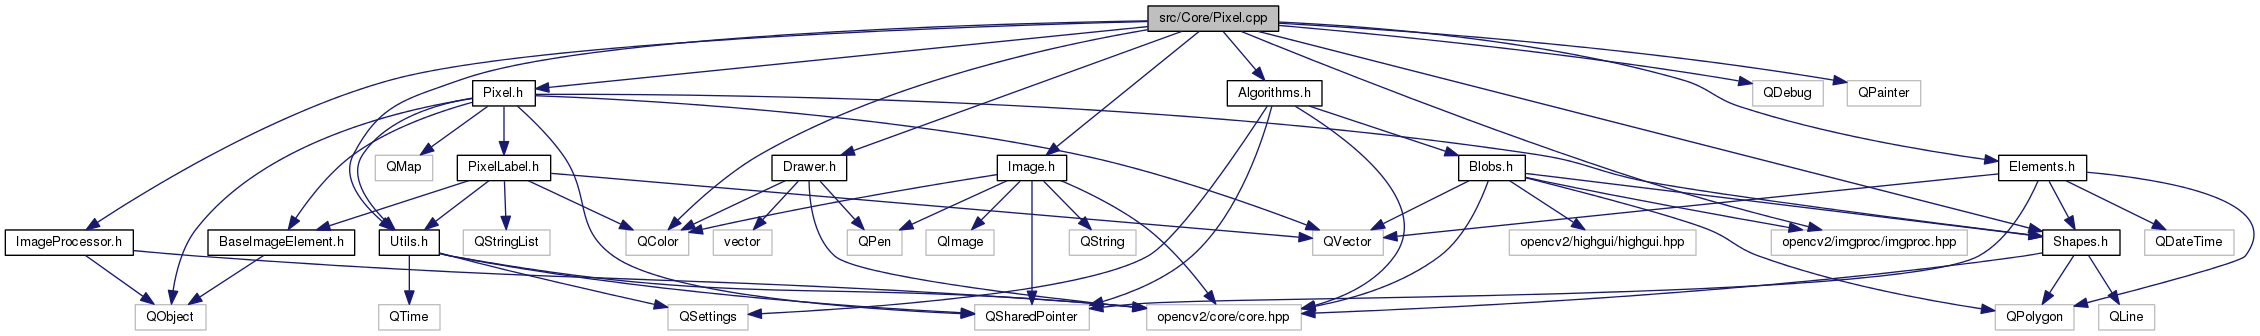 src/Core/Pixel.cpp
Pixel.h
Algorithms.h
QDebug
QPainter
QMap
PixelLabel.h
Drawer.h
Image.h
Blobs.h
Elements.h
ImageProcessor.h
BaseImageElement.h
Utils.h
QStringList
QColor
vector
QPen
QImage
QString
QVector
opencv2/highgui/highgui.hpp
opencv2/imgproc/imgproc.hpp
Shapes.h
QDateTime
QObject
QTime
QSettings
QSharedPointer
opencv2/core/core.hpp
QPolygon
QLine